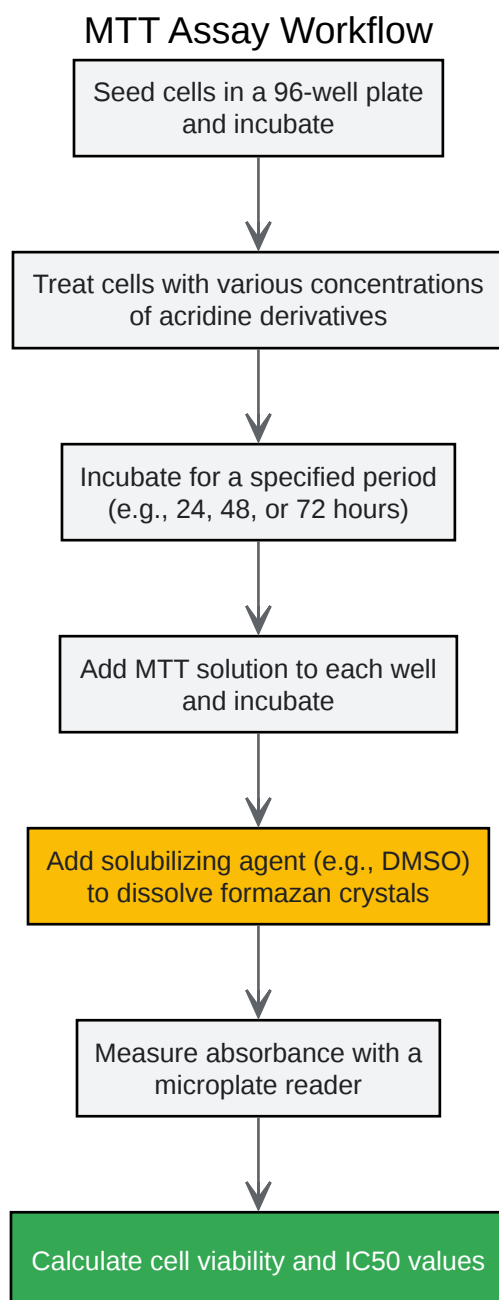 MTT Assay Workflow
Seed cells in a 96-well plate
and incubate
Treat cells with various concentrations
of acridine derivatives
Incubate for a specified period
(e.g., 24, 48, or 72 hours)
Add MTT solution to each well
and incubate
Add solubilizing agent (e.g., DMSO)
to dissolve formazan crystals
Measure absorbance with a
microplate reader
Calculate cell viability and IC50 values